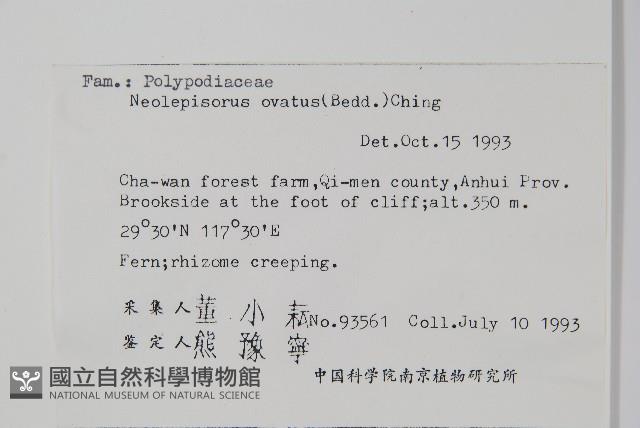 Fam.: Polypodiaceae
Neolepisorus ovatus(Bedd.)Ching
Det.Oct.15 1993
Cha-wan forest farm,Qi-men county,Anhui Prov.
Brookside at the foot of cliff;alt.350 m.
29°30'N 117°30'E
Fern;rhizome creeping.
采集人董小𦓐No.93561 Coll.July 10 1993
鉴定人熊豫寧
中国科学院南京植物研究所
國立自然科學博物館
NATIONAL MUSEUM OF NATURAL SCIENCE